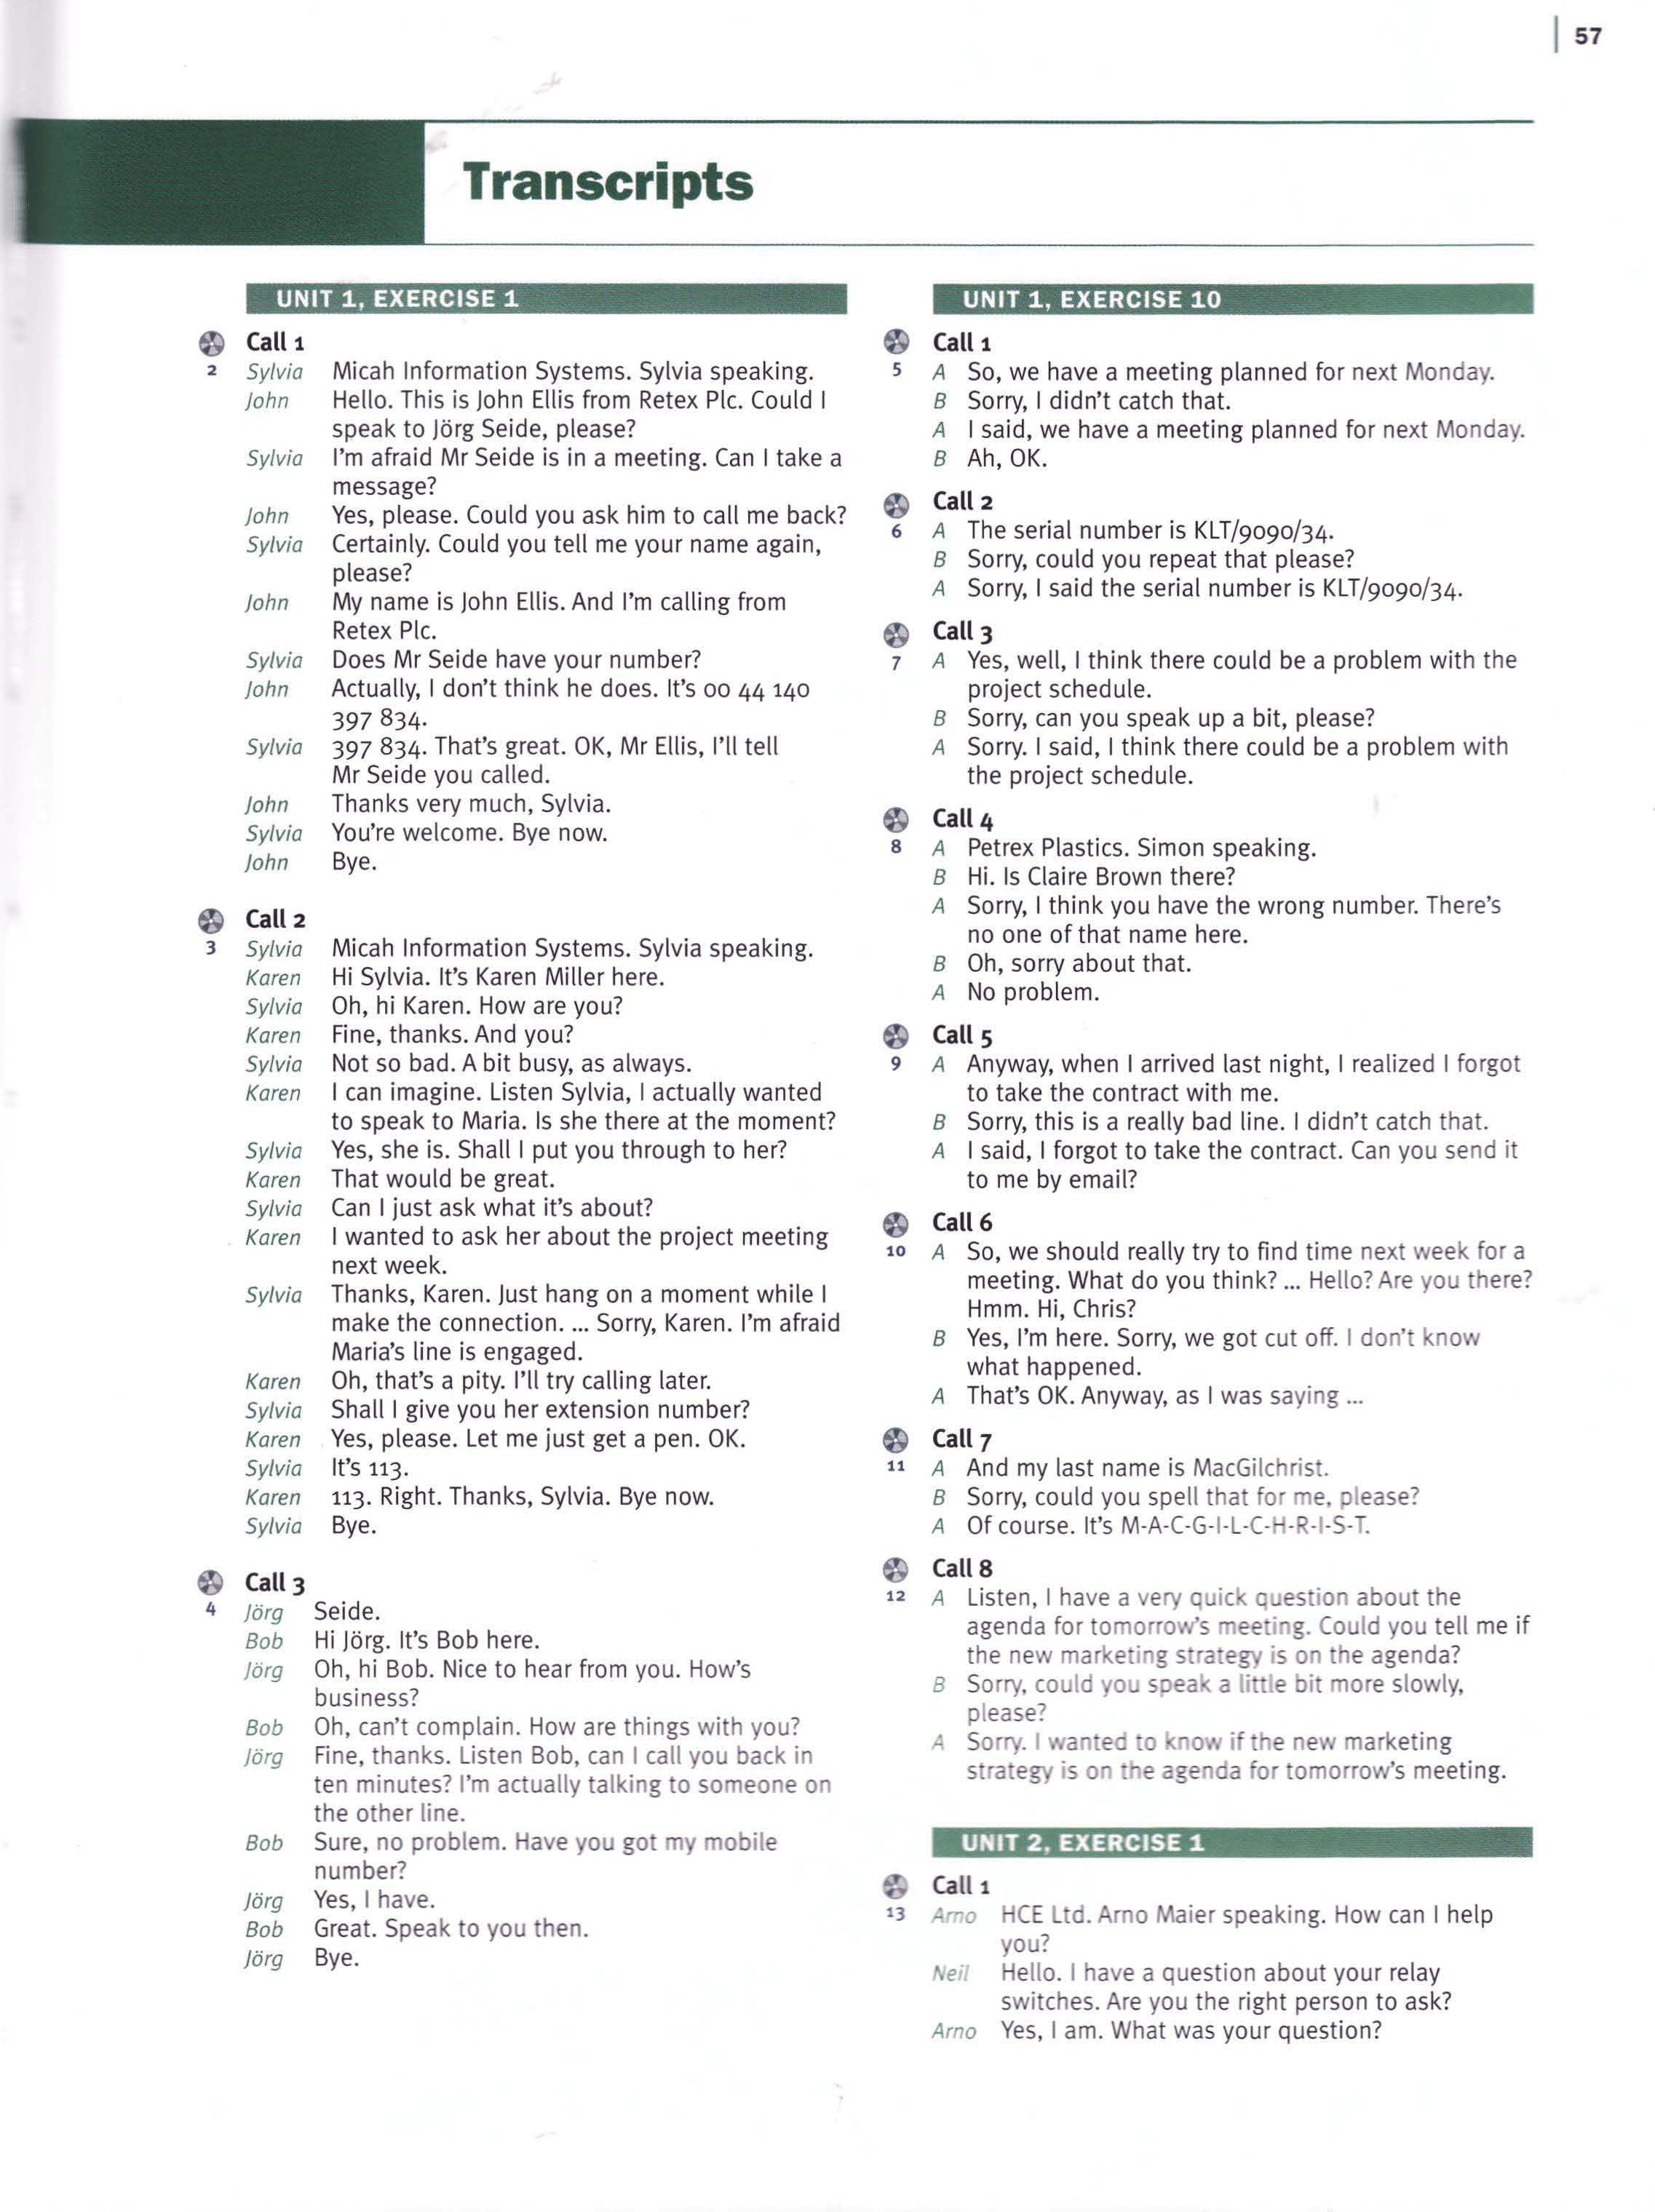 57
Transcripts
UNIT 1, EXERCISE 1
Call 1
2 Sylvia Micah Information Systems. Sylvia speaking.
John Hello. This is John Ellis from Retex Plc. Could I
speak to Jörg Seide, please?
Sylvia I'm afraid Mr Seide is in a meeting. Can I take a
message?
John Yes, please. Could you ask him to call me back?
Sylvia Certainly. Could you tell me your name again,
please?
John My name is John Ellis. And I'm calling from
Retex Plc.
Sylvia Does Mr Seide have your number?
John Actually, I don't think he does. It's 00 44 140
397 834.
Sylvia 397 834. That's great. OK, Mr Ellis, I'll tell
Mr Seide you called.
John Thanks very much, Sylvia.
Sylvia You're welcome. Bye now.
John Bye.
Call 2
3 Sylvia Micah Information Systems. Sylvia speaking.
Karen Hi Sylvia. It's Karen Miller here.
Sylvia Oh, hi Karen. How are you?
Karen Fine, thanks. And you?
Sylvia Not so bad. A bit busy, as always.
Karen I can imagine. Listen Sylvia, I actually wanted
to speak to Maria. Is she there at the moment?
Sylvia Yes, she is. Shall I put you through to her?
Karen That would be great.
Sylvia Can I just ask what it's about?
Karen I wanted to ask her about the project meeting
next week.
Sylvia Thanks, Karen. Just hang on a moment while I
make the connection. ... Sorry, Karen. I'm afraid
Maria's line is engaged.
Karen Oh, that's a pity. I'll try calling later.
Sylvia Shall I give you her extension number?
Karen Yes, please. Let me just get a pen. OK.
Sylvia It's 113.
Karen 113. Right. Thanks, Sylvia. Bye now.
Sylvia Bye.
Call 3
4 Jörg Seide.
Bob Hi Jörg. It's Bob here.
Jörg Oh, hi Bob. Nice to hear from you. How's
business?
Bob Oh, can't complain. How are things with you?
Jörg Fine, thanks. Listen Bob, can I call you back in
ten minutes? I'm actually talking to someone on
the other line.
Bob Sure, no problem. Have you got my mobile
number?
Jörg Yes, I have.
Bob Great. Speak to you then.
Jörg Bye.
UNIT 1, EXERCISE 10
Call 1
5 A So, we have a meeting planned for next Monday.
B Sorry, I didn't catch that.
A I said, we have a meeting planned for next Monday.
B Ah, OK.
Call 2
6 A The serial number is KLT/9090/34.
B Sorry, could you repeat that please?
A Sorry, I said the serial number is KLT/9090/34.
Call 3
7 A Yes, well, I think there could be a problem with the
project schedule.
B Sorry, can you speak up a bit, please?
A Sorry. I said, I think there could be a problem with
the project schedule.
Call 4
8 A Petrex Plastics. Simon speaking.
B Hi. Is Claire Brown there?
A Sorry, I think you have the wrong number. There's
no one of that name here.
B Oh, sorry about that.
A No problem.
Call 5
9 A Anyway, when I arrived last night, I realized I forgot
to take the contract with me.
B Sorry, this is a really bad line. I didn't catch that.
A I said, I forgot to take the contract. Can you send it
to me by email?
Call 6
10 A So, we should really try to find time next week for a
meeting. What do you think? ... Hello? Are you there?
Hmm. Hi, Chris?
B Yes, I'm here. Sorry, we got cut off. I don't know
what happened.
A That's OK. Anyway, as I was saying ...
Call 7
11 A And my last name is MacGilchrist.
B Sorry, could you spell that for me, please?
A Of course. It's M-A-C-G-I-L-C-H-R-I-S-T.
Call 8
12 A Listen, I have a very quick question about the
agenda for tomorrow's meeting. Could you tell me if
the new marketing strategy is on the agenda?
B Sorry, could you speak a little bit more slowly,
please?
A Sorry. I wanted to know if the new marketing
strategy is on the agenda for tomorrow's meeting.
UNIT 2, EXERCISE 1
Call 1
13 Arno HCE Ltd. Arno Maier speaking. How can I help
you?
Neil Hello. I have a question about your relay
switches. Are you the right person to ask?
Arno Yes, I am. What was your question?